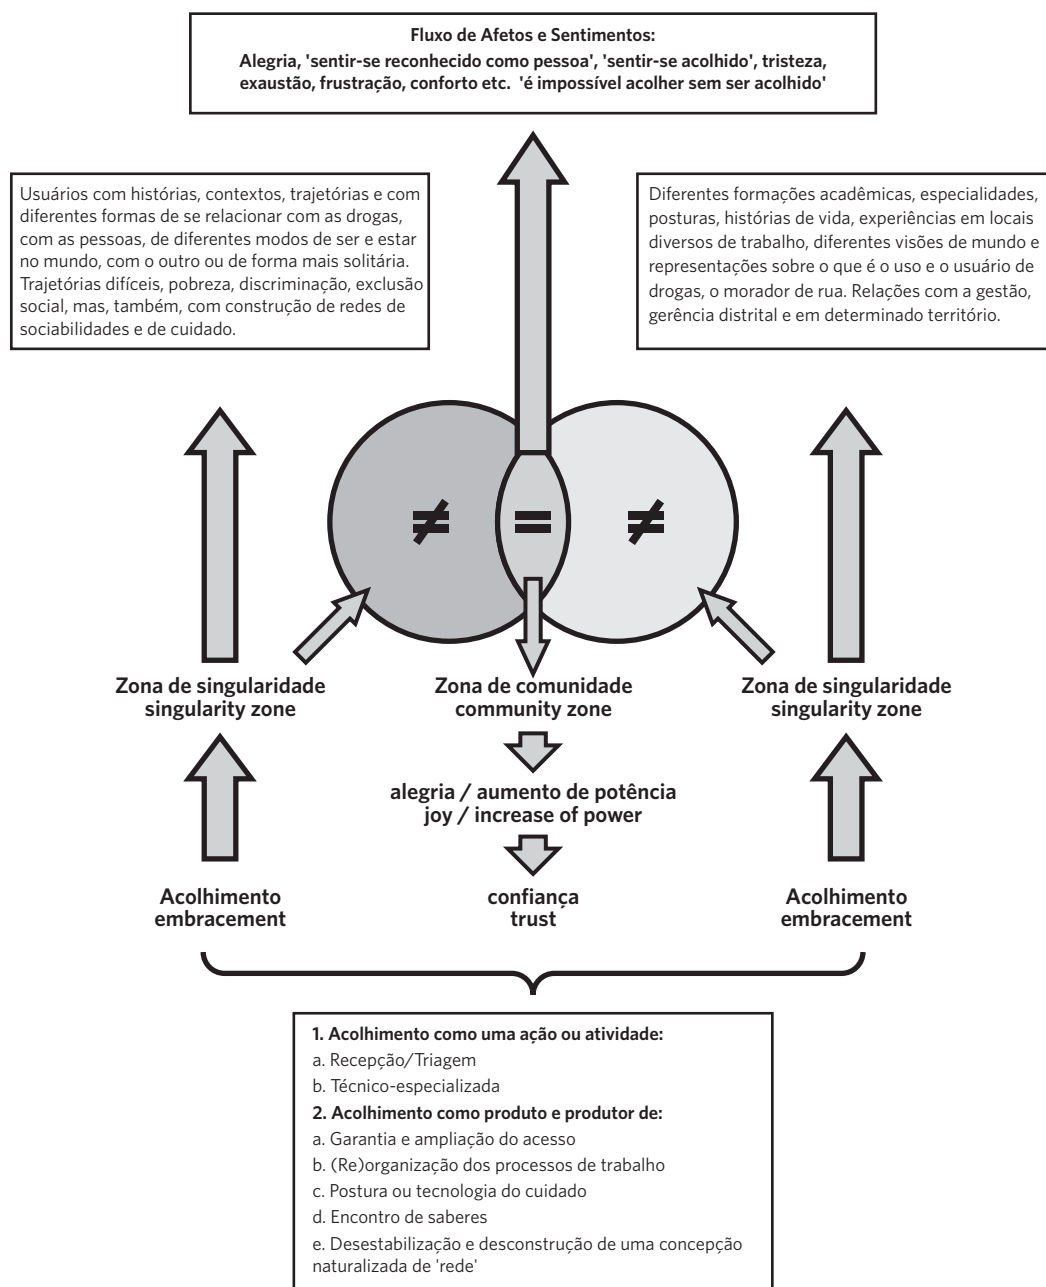 Fluxo de Afetos e Sentimentos:
Alegria, 'sentir-se reconhecido como pessoa', 'sentir-se acolhido', tristeza,
exaustão, frustração, conforto etc. 'é impossível acolher sem ser acolhido'
Usuários com histórias, contextos, trajetórias e com
diferentes formas de se relacionar com as drogas,
com as pessoas, de diferentes modos de ser e estar
no mundo, com o outro ou de forma mais solitária.
Trajetórias difíceis, pobreza, discriminação, exclusão
social, mas, também, com construção de redes de
sociabilidades e de cuidado.
Diferentes formações acadêmicas, especialidades,
posturas, histórias de vida, experiências em locais
diversos de trabalho, diferentes visões de mundo e
representações sobre o que é o uso e o usuário de
drogas, o morador de rua. Relações com a gestão,
gerência distrital e em determinado território.
≠ = ≠
Zona de singularidade
singularity zone
Zona de comunidade
community zone
Zona de singularidade
singularity zone
alegria / aumento de potência
joy / increase of power
Acolhimento
embracement
confiança
trust
Acolhimento
embracement
1. Acolhimento como uma ação ou atividade:
a. Recepção/Triagem
b. Técnico-especializada
2. Acolhimento como produto e produtor de:
a. Garantia e ampliação do acesso
b. (Re)organização dos processos de trabalho
c. Postura ou tecnologia do cuidado
d. Encontro de saberes
e. Desestabilização e desconstrução de uma concepção
naturalizada de 'rede'